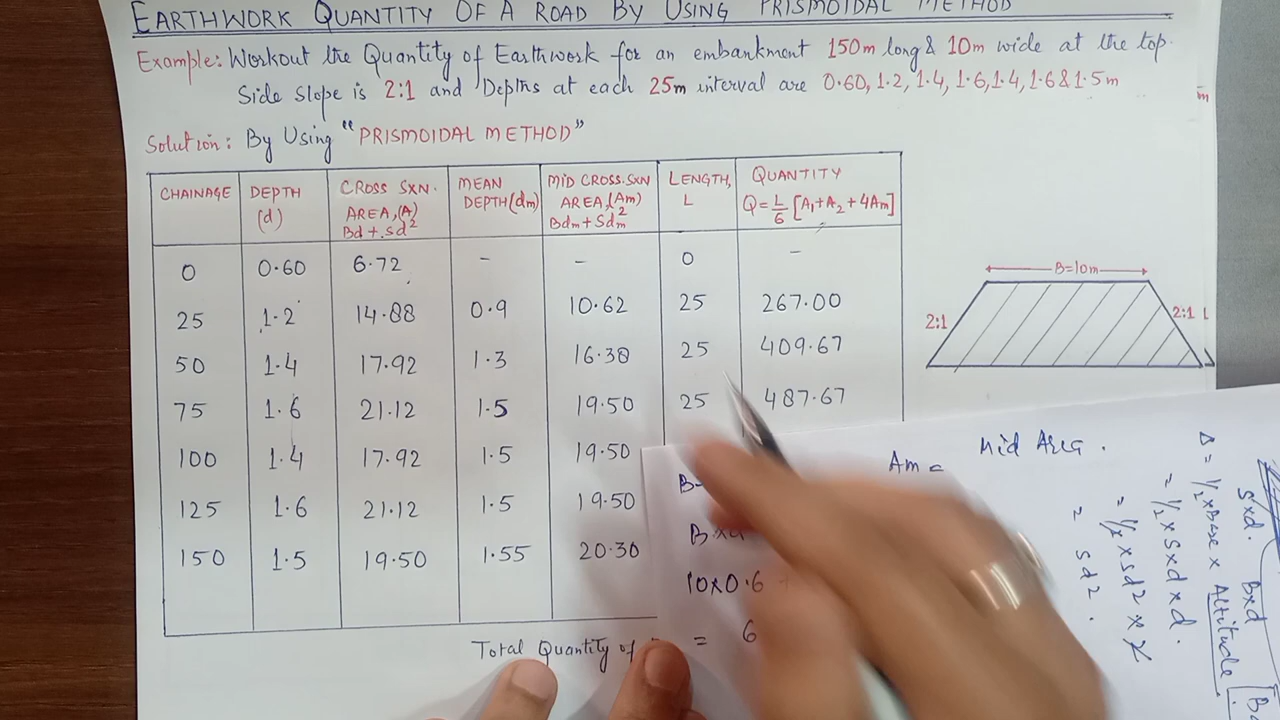 EARTHWORK QUANTITY OF A ROAD BY USING PRISMOIDAL METHOD
Example: Workout the Quantity of Earthwork for an embankment 150m long & 10m wide at the top.
Side Slope is 2:1 and Depths at each 25m interval are 0.60, 1.2, 1.4, 1.6, 1.4, 1.6 & 1.5m
Solution: By Using "PRISMOIDAL METHOD"
CHAINAGE DEPTH (d) CROSS SXN. AREA, (A) Bd + Sd² MEAN DEPTH (dm) MID CROSS. SXN AREA, (Am) Bdm + Sdm² LENGTH, L QUANTITY Q = L/6 [A1 + A2 + 4Am]
0 0.60 6.72 - - 0 -
25 1.2 14.88 0.9 10.62 25 267.00
50 1.4 17.92 1.3 16.38 25 409.67
75 1.6 21.12 1.5 19.50 25 487.67
100 1.4 17.92 1.5 19.50
125 1.6 21.12 1.5 19.50
150 1.5 19.50 1.55 20.30
Total Quantity of
B=10m
2:1
2:1
m
Am =
Mid Area.
10x0.6
= 6
Δ = 1/2 x Base x Altitude
= 1/2 x S x d x d.
= 1/2 x Sd² x 2
= Sd².
Sxd.
Bxd